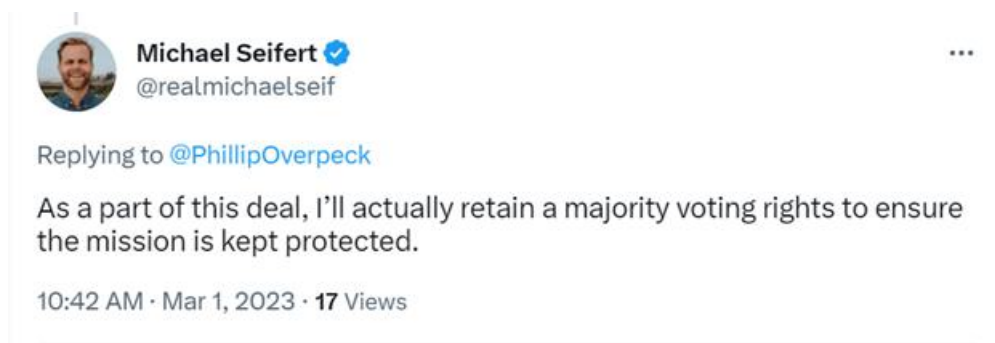 Michael Seifert
@realmichaelseif
Replying to @PhillipOverpeck
As a part of this deal, I’ll actually retain a majority voting rights to ensure
the mission is kept protected.
10:42 AM · Mar 1, 2023 · 17 Views